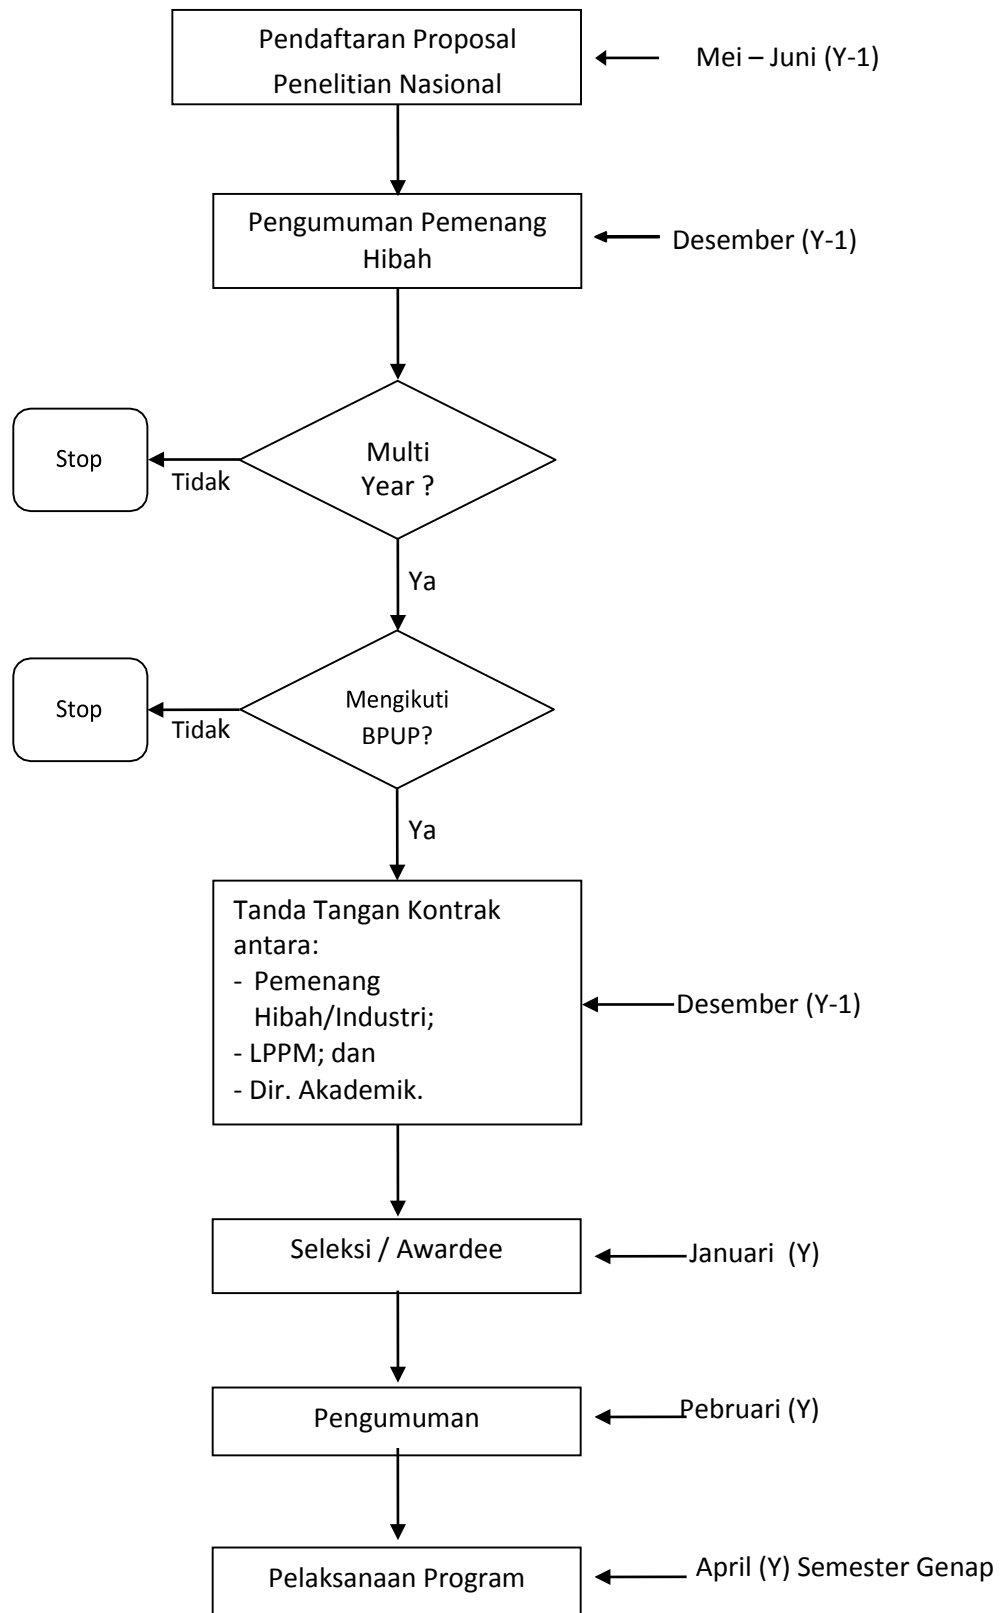 Pendaftaran Proposal
Penelitian Nasional
Mei – Juni (Y-1)
Pengumuman Pemenang
Hibah
Desember (Y-1)
Multi
Year ?
Stop
Tidak
Ya
Mengikuti
BPUP?
Stop
Tidak
Ya
Tanda Tangan Kontrak
antara:
- Pemenang
Hibah/Industri;
- LPPM; dan
- Dir. Akademik.
Desember (Y-1)
Seleksi / Awardee
Januari (Y)
Pengumuman
Pebruari (Y)
Pelaksanaan Program
April (Y) Semester Genap